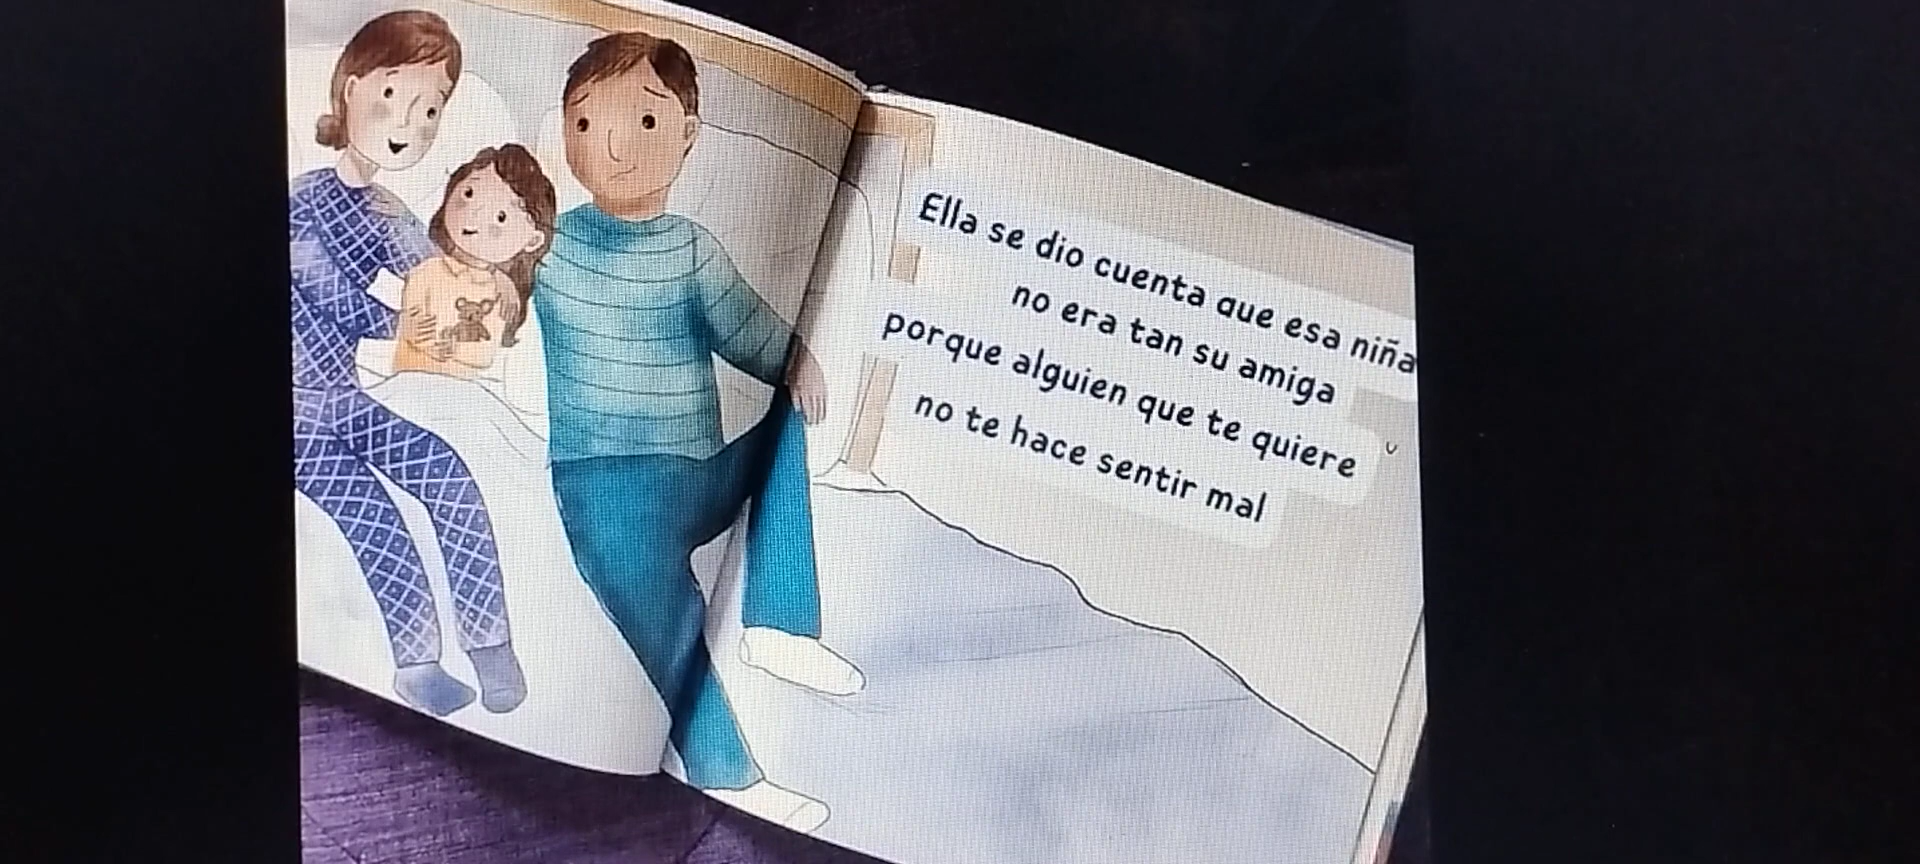 Ella se dio cuenta que esa niña
no era tan su amiga
porque alguien que te quiere
no te hace sentir mal